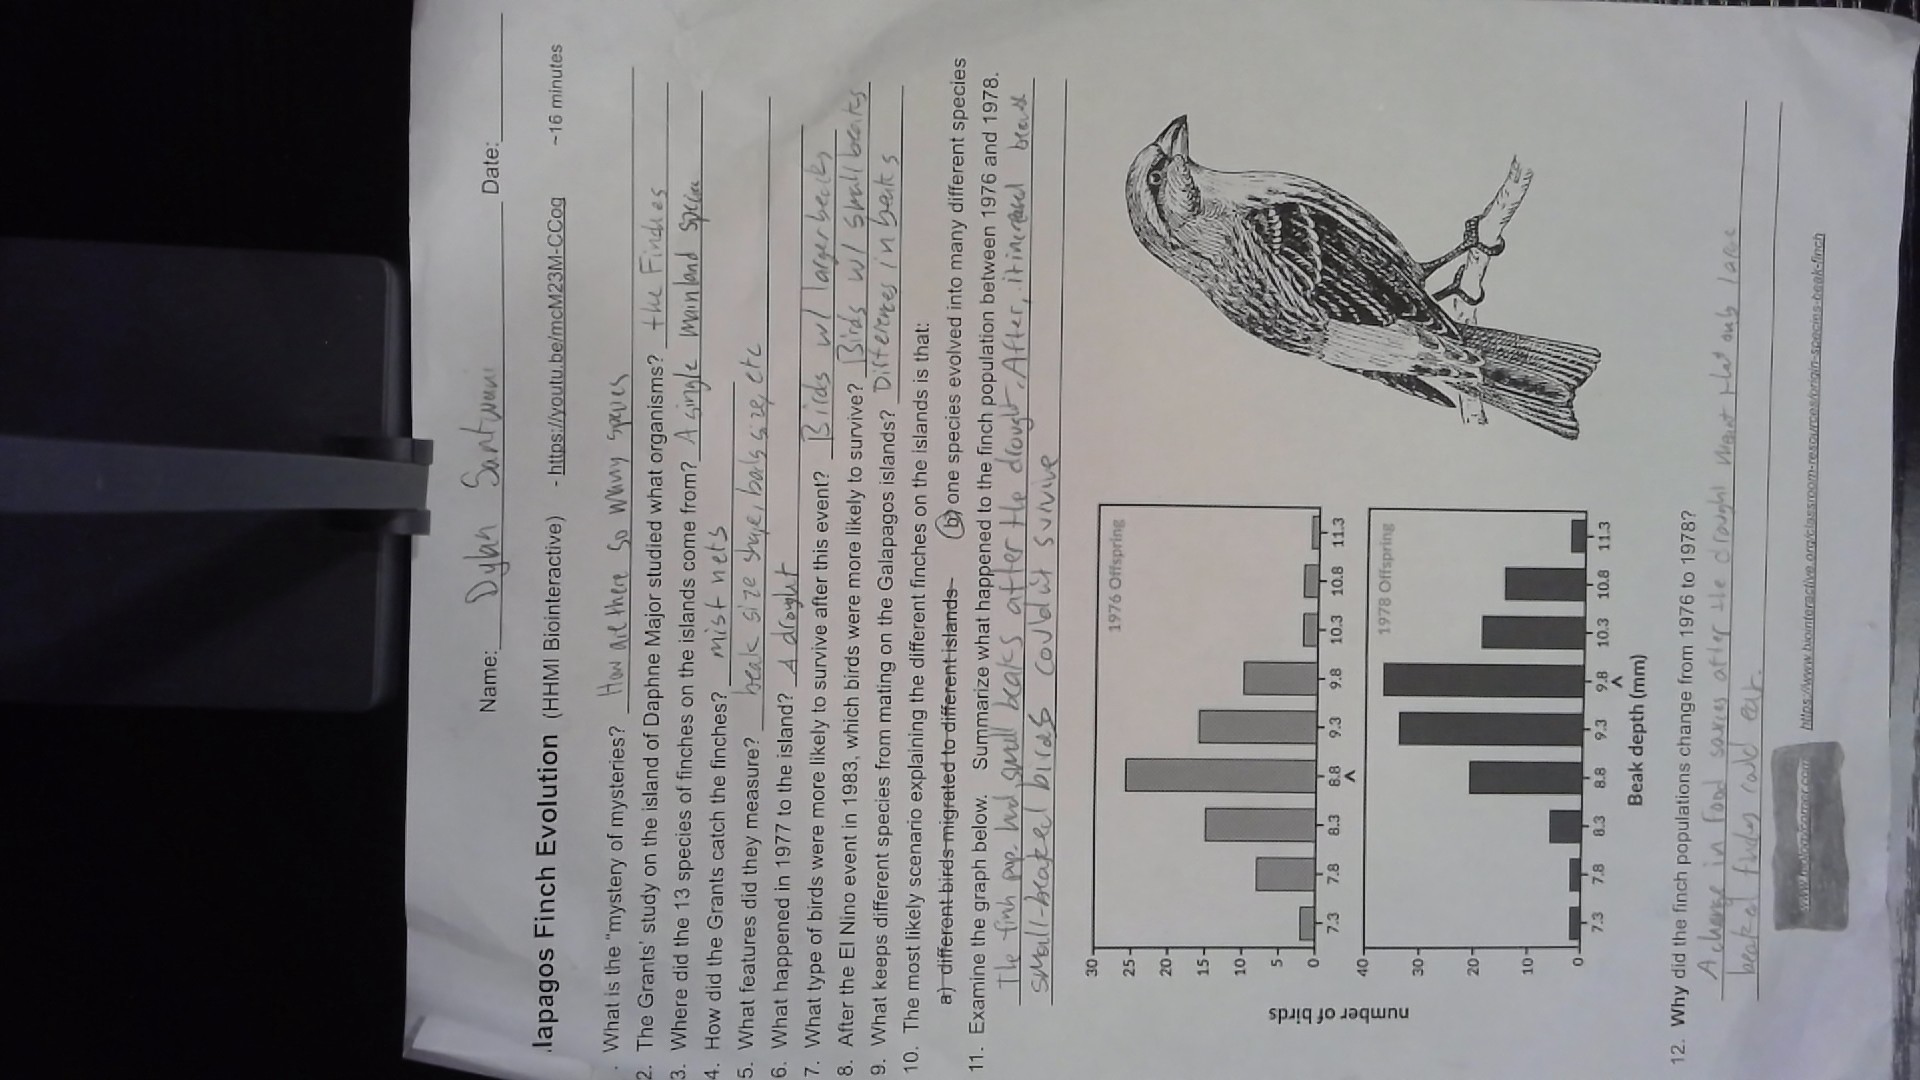 Name: Dylan Santwani Date:
lapagos Finch Evolution (HHMI Biointeractive) - https://youtu.be/mcM23M-CCog ~16 minutes
. What is the "mystery of mysteries? How are there so many species
2. The Grants' study on the island of Daphne Major studied what organisms? the Finches
3. Where did the 13 species of finches on the islands come from? A single mainland species
4. How did the Grants catch the finches? mist nets
5. What features did they measure? beak size shape, body size, etc
6. What happened in 1977 to the island? A drought
7. What type of birds were more likely to survive after this event? Birds w/ larger becks
8. After the El Nino event in 1983, which birds were more likely to survive? Birds w/ small beaks
9. What keeps different species from mating on the Galapagos islands? Differences in beaks
10. The most likely scenario explaining the different finches on the islands is that:
a) different birds migrated to different islands b) one species evolved into many different species
11. Examine the graph below. Summarize what happened to the finch population between 1976 and 1978.
The finh pop. had small beaks after the drought. After, it increased
small-beaked birds couldn't survive
1976 Offspring
30
25
20
15
10
5
0
7.3 7.8 8.3 8.8 9.3 9.8 10.3 10.8 11.3
^
number of birds
1978 Offspring
40
30
20
10
0
7.3 7.8 8.3 8.8 9.3 9.8 10.3 10.8 11.3
^
Beak depth (mm)
12. Why did the finch populations change from 1976 to 1978?
A change in food sources after the drought meant that only large
beaked finches could eat.
www.biologycorner.com
https://www.biointeractive.org/classroom-resources/origin-species-beak-finch